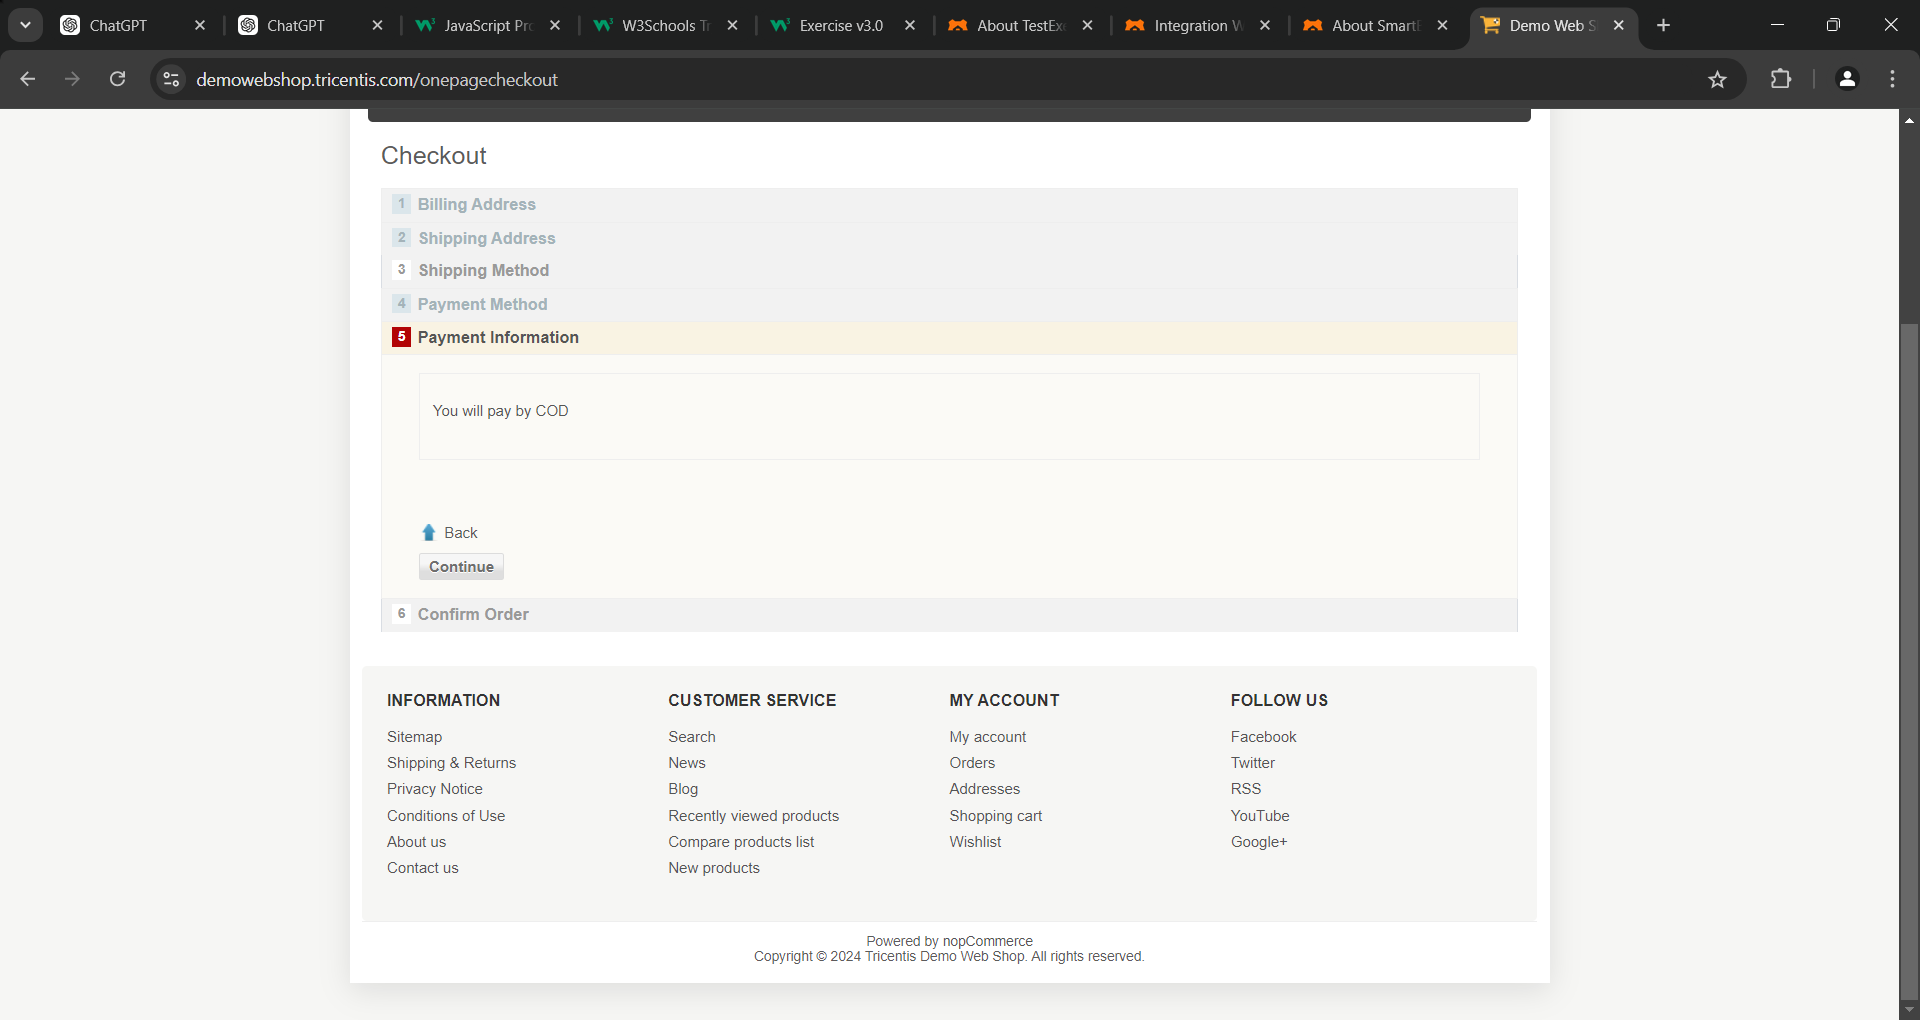 ChatGPT
ChatGPT
JavaScript Pr
W3Schools Tr
Exercise v3.0
About TestEx
Integration W
About Smart
Demo Web S
demowebshop.tricentis.com/onepagecheckout
Checkout
1 Billing Address
2 Shipping Address
3 Shipping Method
4 Payment Method
5 Payment Information
You will pay by COD
Back
Continue
6 Confirm Order
INFORMATION
Sitemap
Shipping & Returns
Privacy Notice
Conditions of Use
About us
Contact us
CUSTOMER SERVICE
Search
News
Blog
Recently viewed products
Compare products list
New products
MY ACCOUNT
My account
Orders
Addresses
Shopping cart
Wishlist
FOLLOW US
Facebook
Twitter
RSS
YouTube
Google+
Powered by nopCommerce
Copyright © 2024 Tricentis Demo Web Shop. All rights reserved.